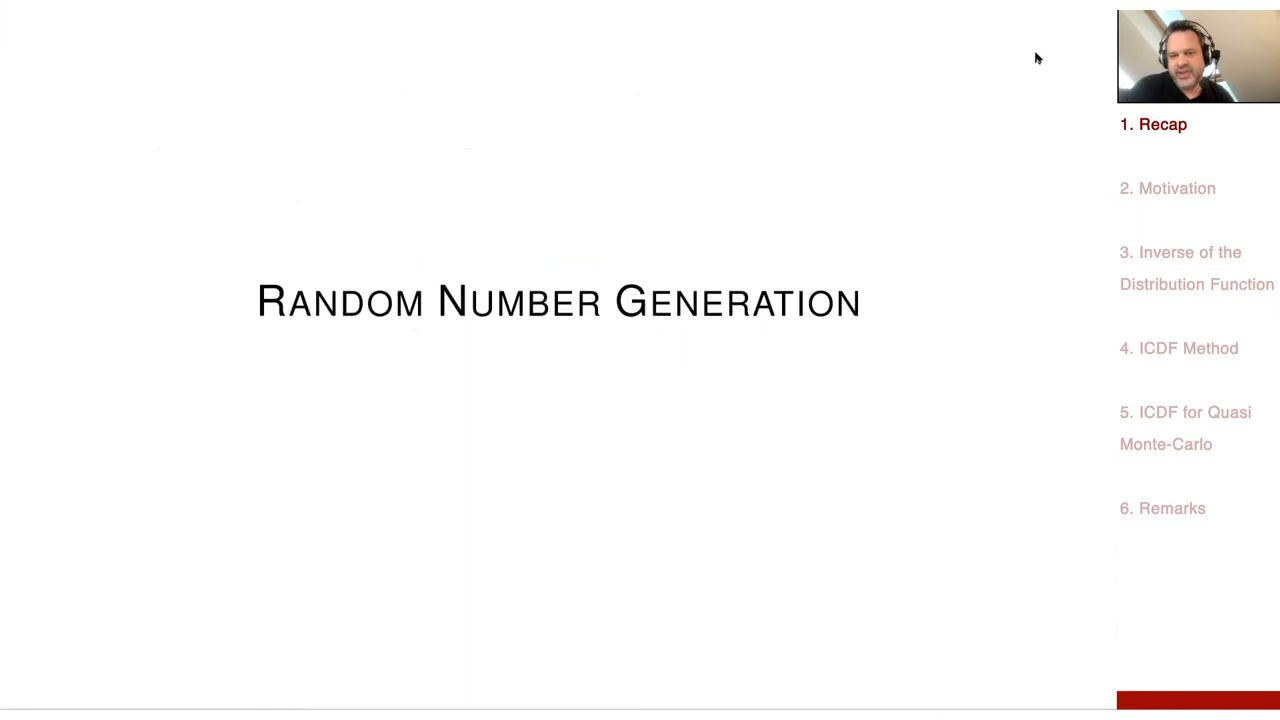 RANDOM NUMBER GENERATION
1. Recap
2. Motivation
3. Inverse of the
Distribution Function
4. ICDF Method
5. ICDF for Quasi
Monte-Carlo
6. Remarks